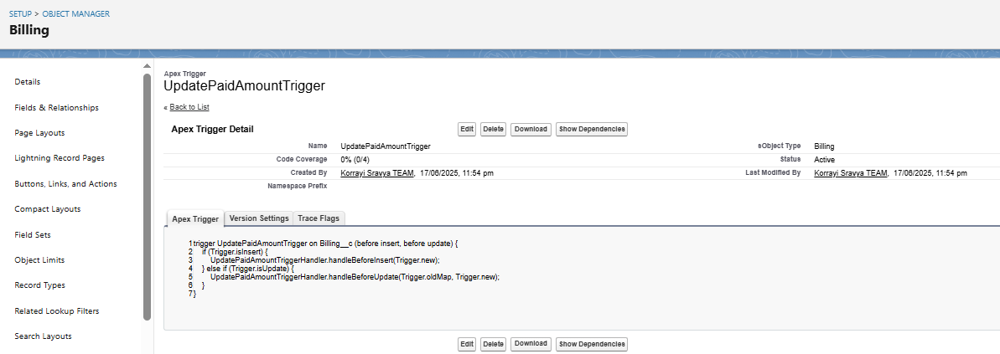 SETUP > OBJECT MANAGER
Billing
Details
Fields & Relationships
Page Layouts
Lightning Record Pages
Buttons, Links, and Actions
Compact Layouts
Field Sets
Object Limits
Record Types
Related Lookup Filters
Search Layouts
Apex Trigger
UpdatePaidAmountTrigger
« Back to List
Apex Trigger Detail Edit Delete Download Show Dependencies
Name UpdatePaidAmountTrigger sObject Type Billing
Code Coverage 0% (0/4) Status Active
Created By Korrayi Sravya TEAM, 17/06/2025, 11:54 pm Last Modified By Korrayi Sravya TEAM, 17/06/2025, 11:54 pm
Namespace Prefix
Apex Trigger Version Settings Trace Flags
1 trigger UpdatePaidAmountTrigger on Billing__c (before insert, before update) {
2 if (Trigger.isInsert) {
3 UpdatePaidAmountTriggerHandler.handleBeforeInsert(Trigger.new);
4 } else if (Trigger.isUpdate) {
5 UpdatePaidAmountTriggerHandler.handleBeforeUpdate(Trigger.oldMap, Trigger.new);
6 }
7 }
Edit Delete Download Show Dependencies